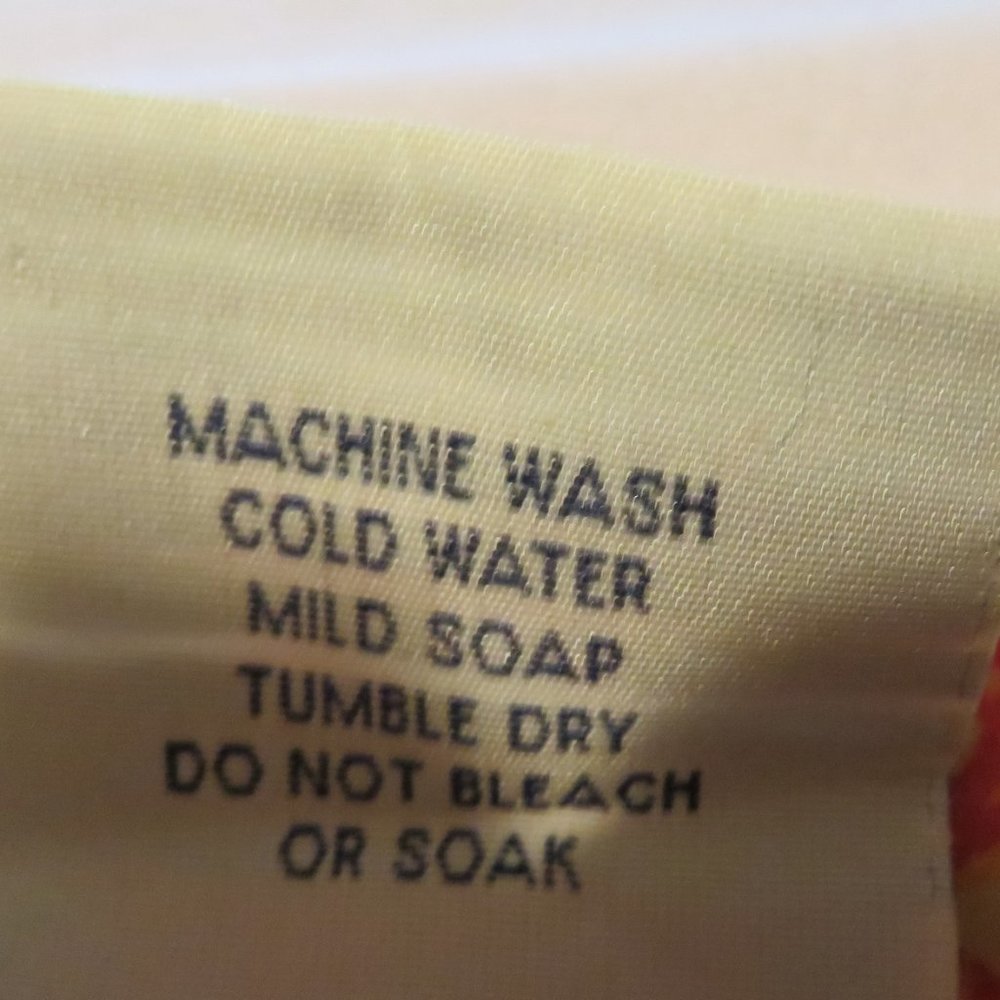 MACHINE WASH
COLD WATER
MILD SOAP
TUMBLE DRY
DO NOT BLEACH
OR SOAK